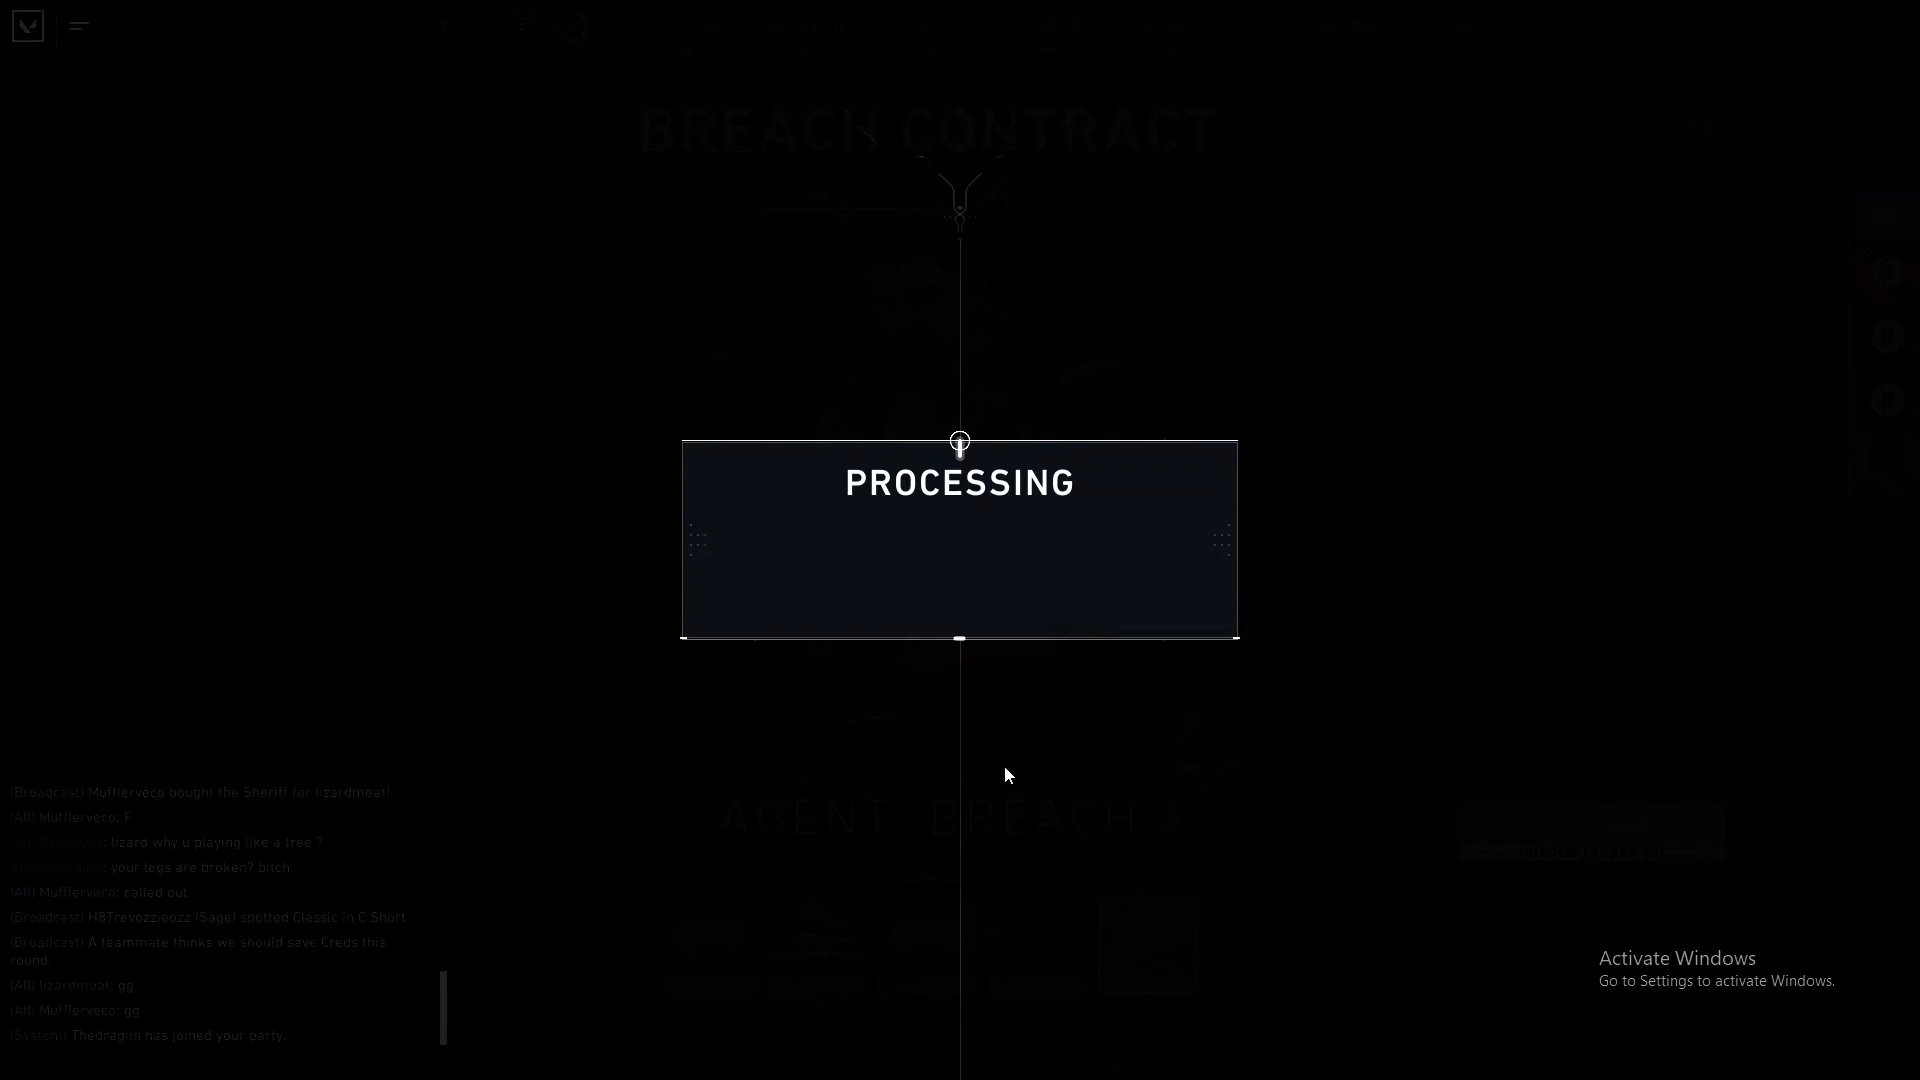 BREACH CONTRACT
PROCESSING
AGENT BREACH
(Broadcast) Mufflerveco bought the Sheriff for lizardmeat!
(All) Mufflerveco: F
: lizard why u playing like a tree ?
: your legs are broken? bitch
(All) Mufflerveco: called out
(Broadcast) H8Trevozzieozz (Sage) spotted Classic in C Short
(Broadcast) A teammate thinks we should save Creds this
round.
(All) lizardmeat: gg
(All) Mufflerveco: gg
(System) Thedragiin has joined your party.
Activate Windows
Go to Settings to activate Windows.